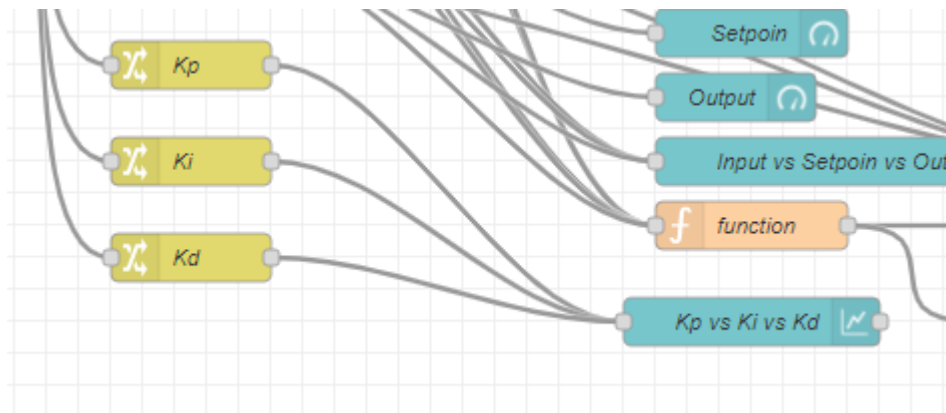 Setpoin
Kp
Output
Ki
Input vs Setpoin vs Out
function
Kd
Kp vs Ki vs Kd